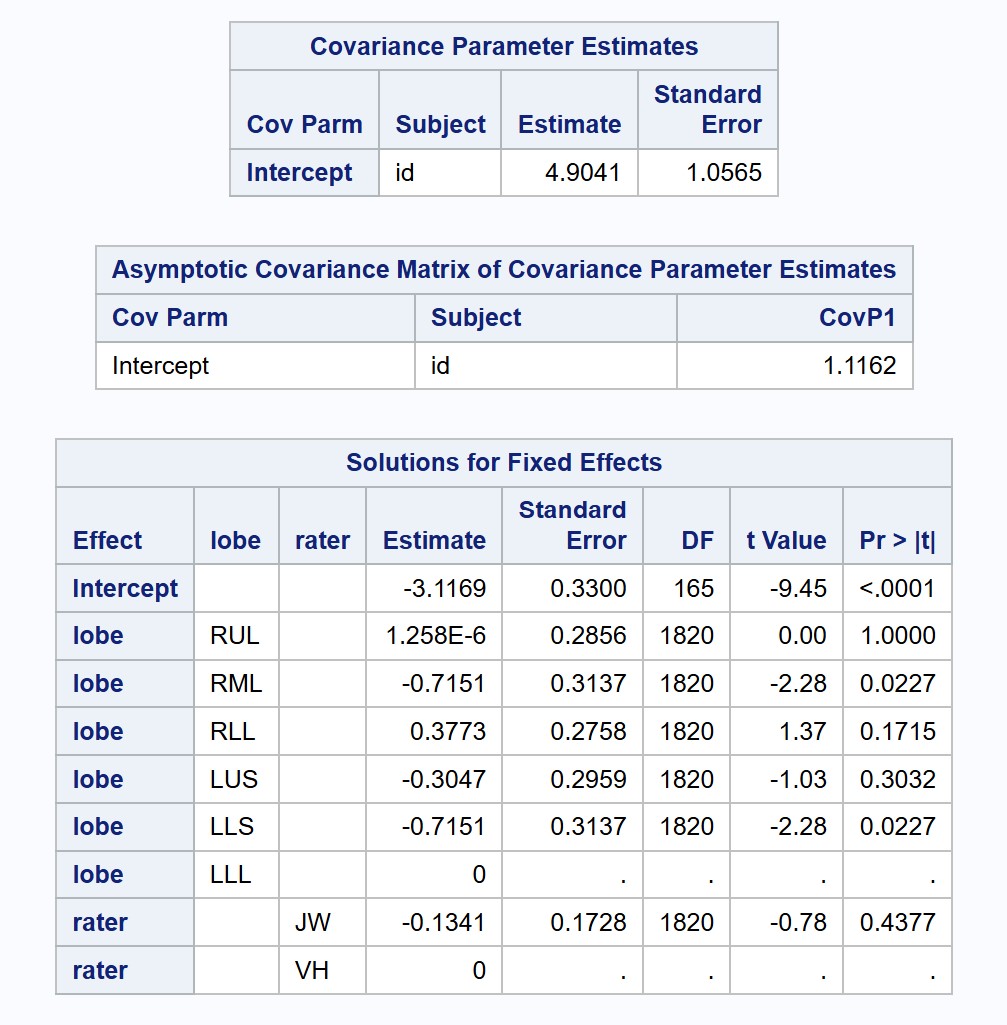 Covariance Parameter Estimates
Cov Parm Subject Estimate Standard Error
Intercept id 4.9041 1.0565
Asymptotic Covariance Matrix of Covariance Parameter Estimates
Cov Parm Subject CovP1
Intercept id 1.1162
Solutions for Fixed Effects
Effect lobe rater Estimate Standard Error DF t Value Pr > |t|
Intercept -3.1169 0.3300 165 -9.45 <.0001
lobe RUL 1.258E-6 0.2856 1820 0.00 1.0000
lobe RML -0.7151 0.3137 1820 -2.28 0.0227
lobe RLL 0.3773 0.2758 1820 1.37 0.1715
lobe LUS -0.3047 0.2959 1820 -1.03 0.3032
lobe LLS -0.7151 0.3137 1820 -2.28 0.0227
lobe LLL 0 . . . .
rater JW -0.1341 0.1728 1820 -0.78 0.4377
rater VH 0 . . . .